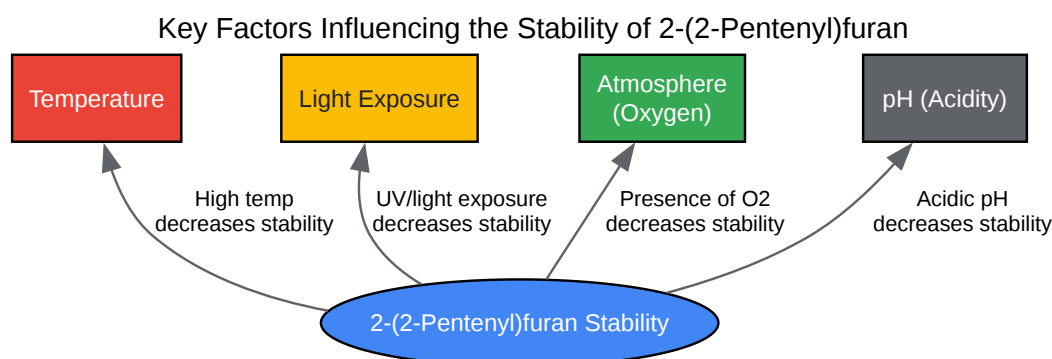 Key Factors Influencing the Stability of 2-(2-Pentenyl)furan
Temperature
Light Exposure
Atmosphere
(Oxygen)
pH (Acidity)
High temp
decreases stability
UV/light exposure
decreases stability
Presence of O2
decreases stability
Acidic pH
decreases stability
2-(2-Pentenyl)furan Stability